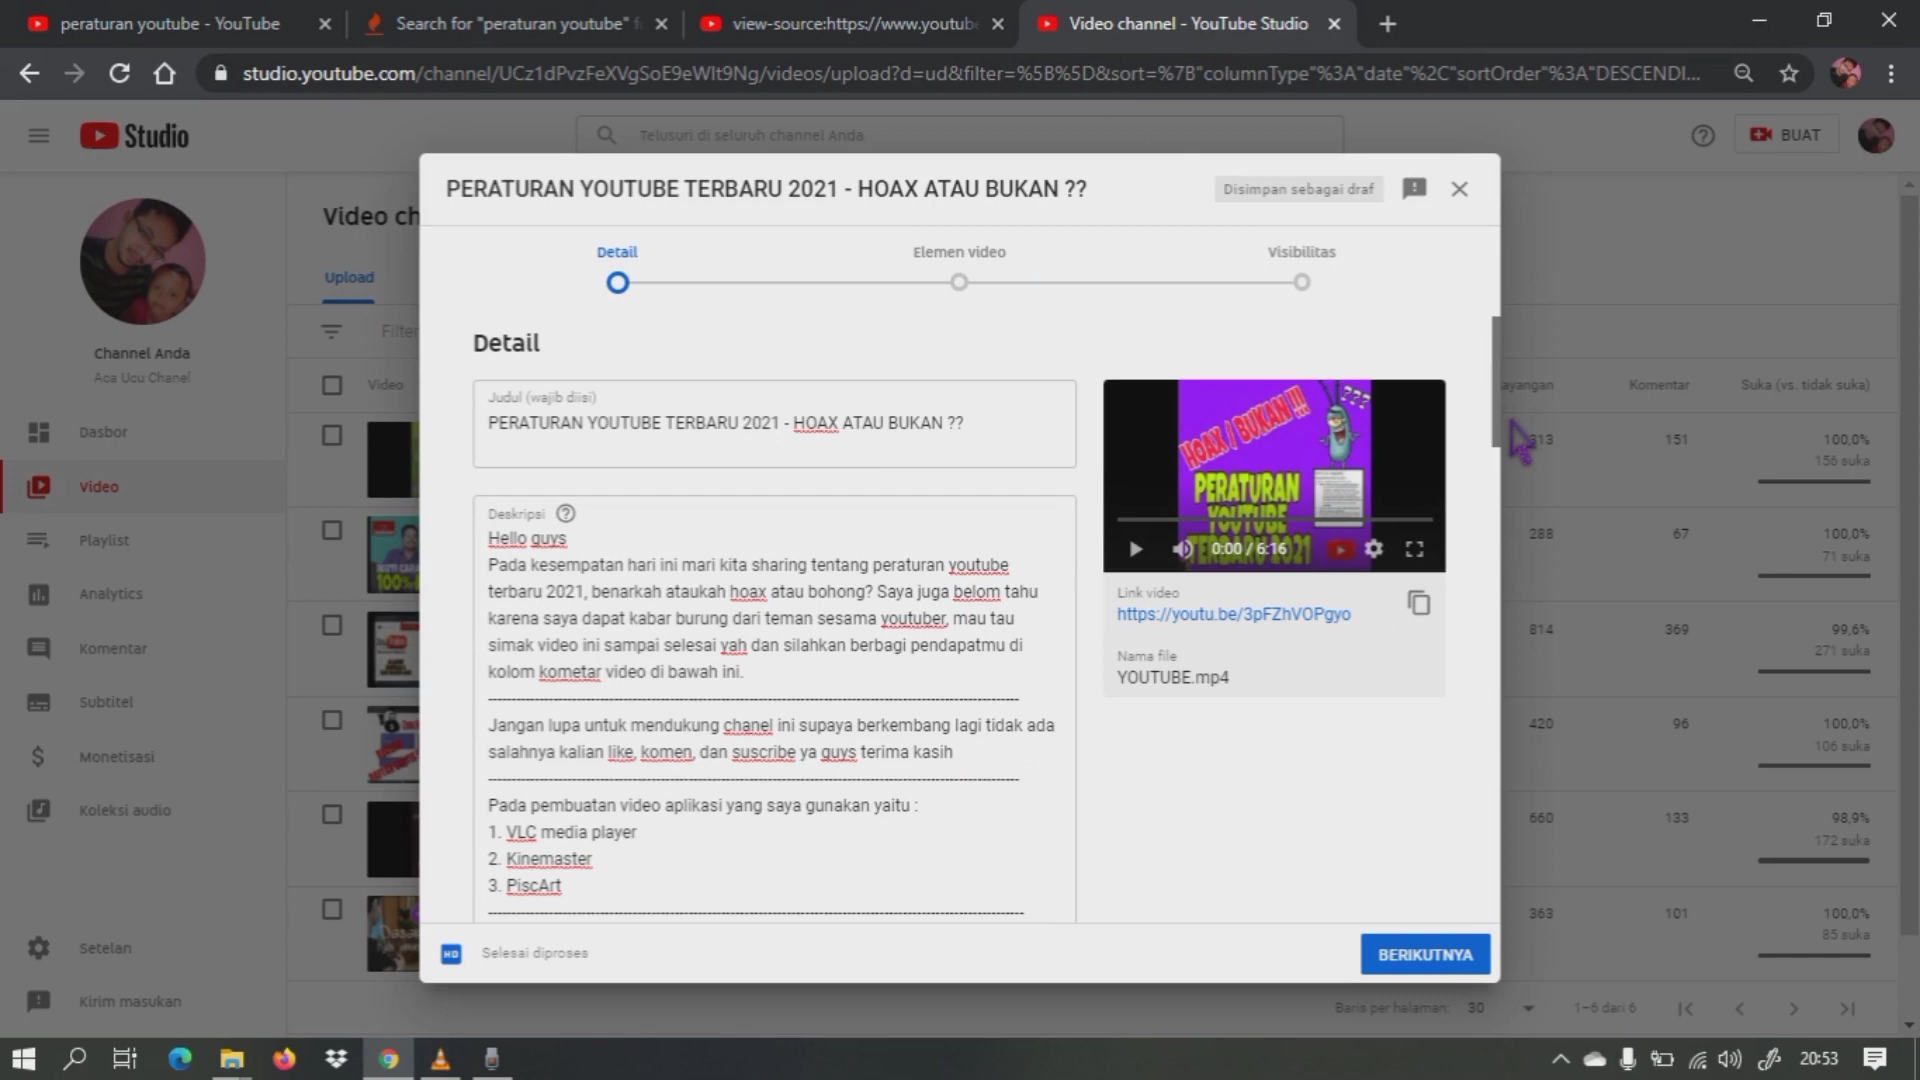 peraturan youtube - YouTube
Search for "peraturan youtube" f
view-source:https://www.youtube
Video channel - YouTube Studio
studio.youtube.com/channel/UCz1dPvzFeXVgSoE9eWlt9Ng/videos/upload?d=ud&filter=%5B%5D&sort=%7B"columnType"%3A"date"%2C"sortOrder"%3A"DESCENDI...
Studio
Telusuri di seluruh channel Anda
BUAT
Video ch
Upload
Filter
Channel Anda
Aca Ucu Chanel
Dasbor
Video
Playlist
Analytics
Komentar
Subtitel
Monetisasi
Koleksi audio
Setelan
Kirim masukan
Video
ayangan
Komentar
Suka (vs. tidak suka)
313
151
100,0%
156 suka
288
67
100,0%
71 suka
814
369
99,6%
271 suka
420
96
100,0%
106 suka
660
133
98,9%
172 suka
363
101
100,0%
85 suka
Baris per halaman:
30
1–6 dari 6
PERATURAN YOUTUBE TERBARU 2021 - HOAX ATAU BUKAN ??
Disimpan sebagai draf
Detail
Elemen video
Visibilitas
Detail
Judul (wajib diisi)
PERATURAN YOUTUBE TERBARU 2021 - HOAX ATAU BUKAN ??
Deskripsi
Hello guys
Pada kesempatan hari ini mari kita sharing tentang peraturan youtube
terbaru 2021, benarkah ataukah hoax atau bohong? Saya juga belom tahu
karena saya dapat kabar burung dari teman sesama youtuber, mau tau
simak video ini sampai selesai yah dan silahkan berbagi pendapatmu di
kolom kometar video di bawah ini.
Jangan lupa untuk mendukung chanel ini supaya berkembang lagi tidak ada
salahnya kalian like, komen, dan suscribe ya guys terima kasih
Pada pembuatan video aplikasi yang saya gunakan yaitu :
1. VLC media player
2. Kinemaster
3. PiscArt
HOAX / BUKAN !!!
???
PERATURAN
YOUTUBE
TERBARU 2021
0:00 / 6:16
Link video
https://youtu.be/3pFZhVOPgyo
Nama file
YOUTUBE.mp4
HD
Selesai diproses
BERIKUTNYA
100%
20:53